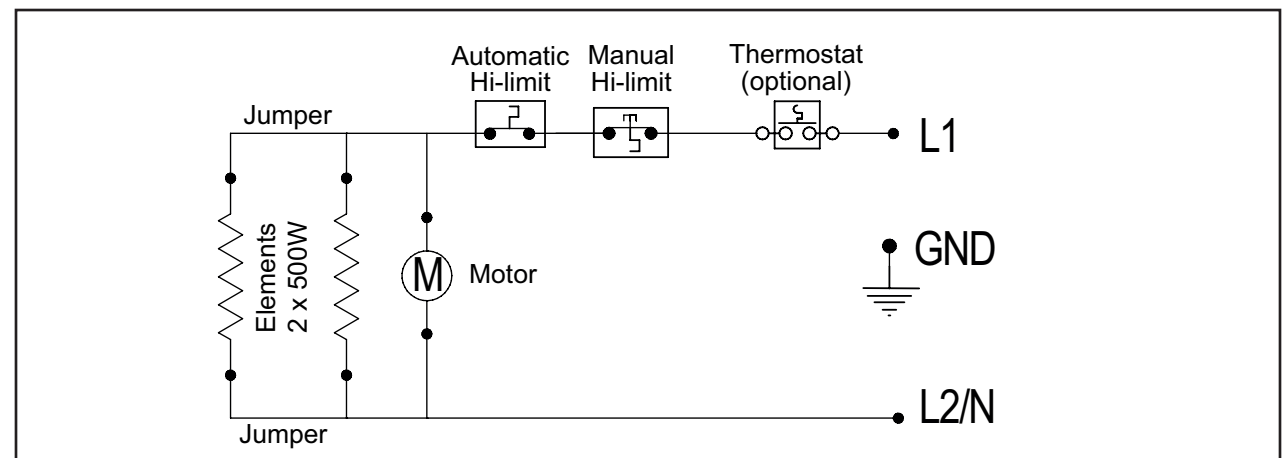 Automatic
Hi-limit
Manual
Hi-limit
Thermostat
(optional)
Jumper
L1
Elements
2 x 500W
M
Motor
GND
L2/N
Jumper